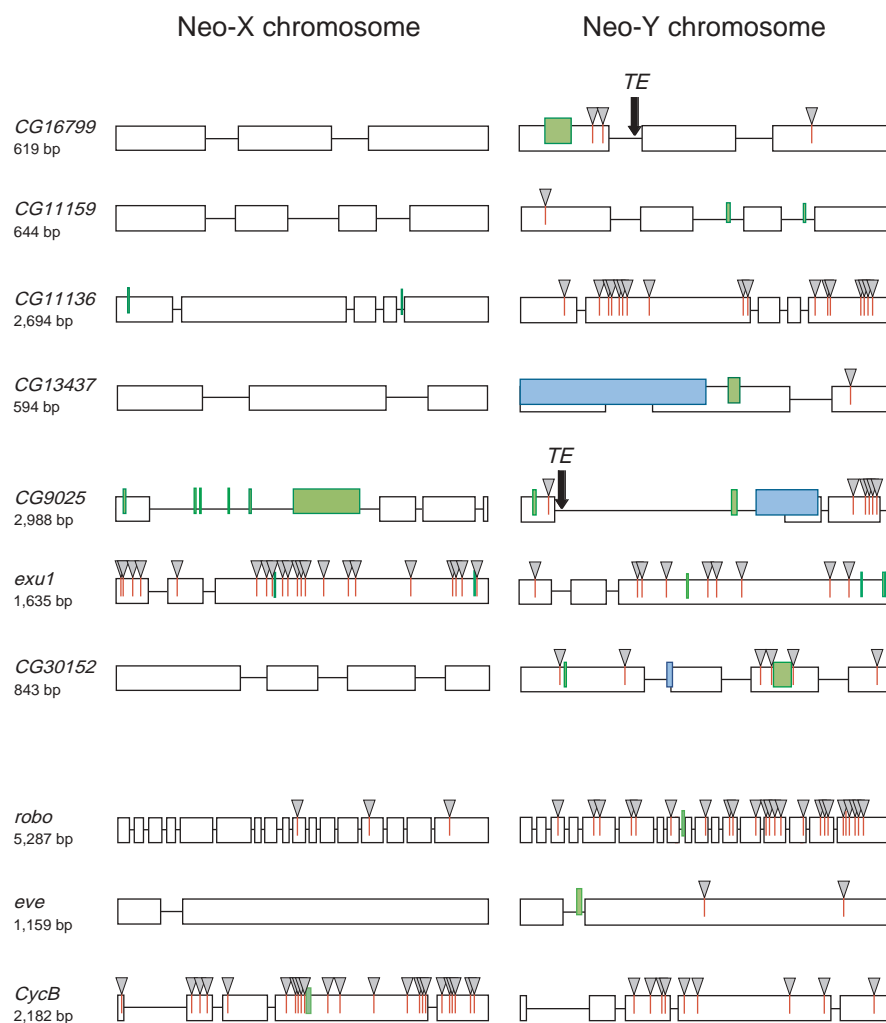 Neo-X chromosome Neo-Y chromosome
TE
CG16799
619 bp
CG11159
644 bp
CG11136
2,694 bp
CG13437
594 bp
TE
CG9025
2,988 bp
exu1
1,635 bp
CG30152
843 bp
robo
5,287 bp
eve
1,159 bp
CycB
2,182 bp